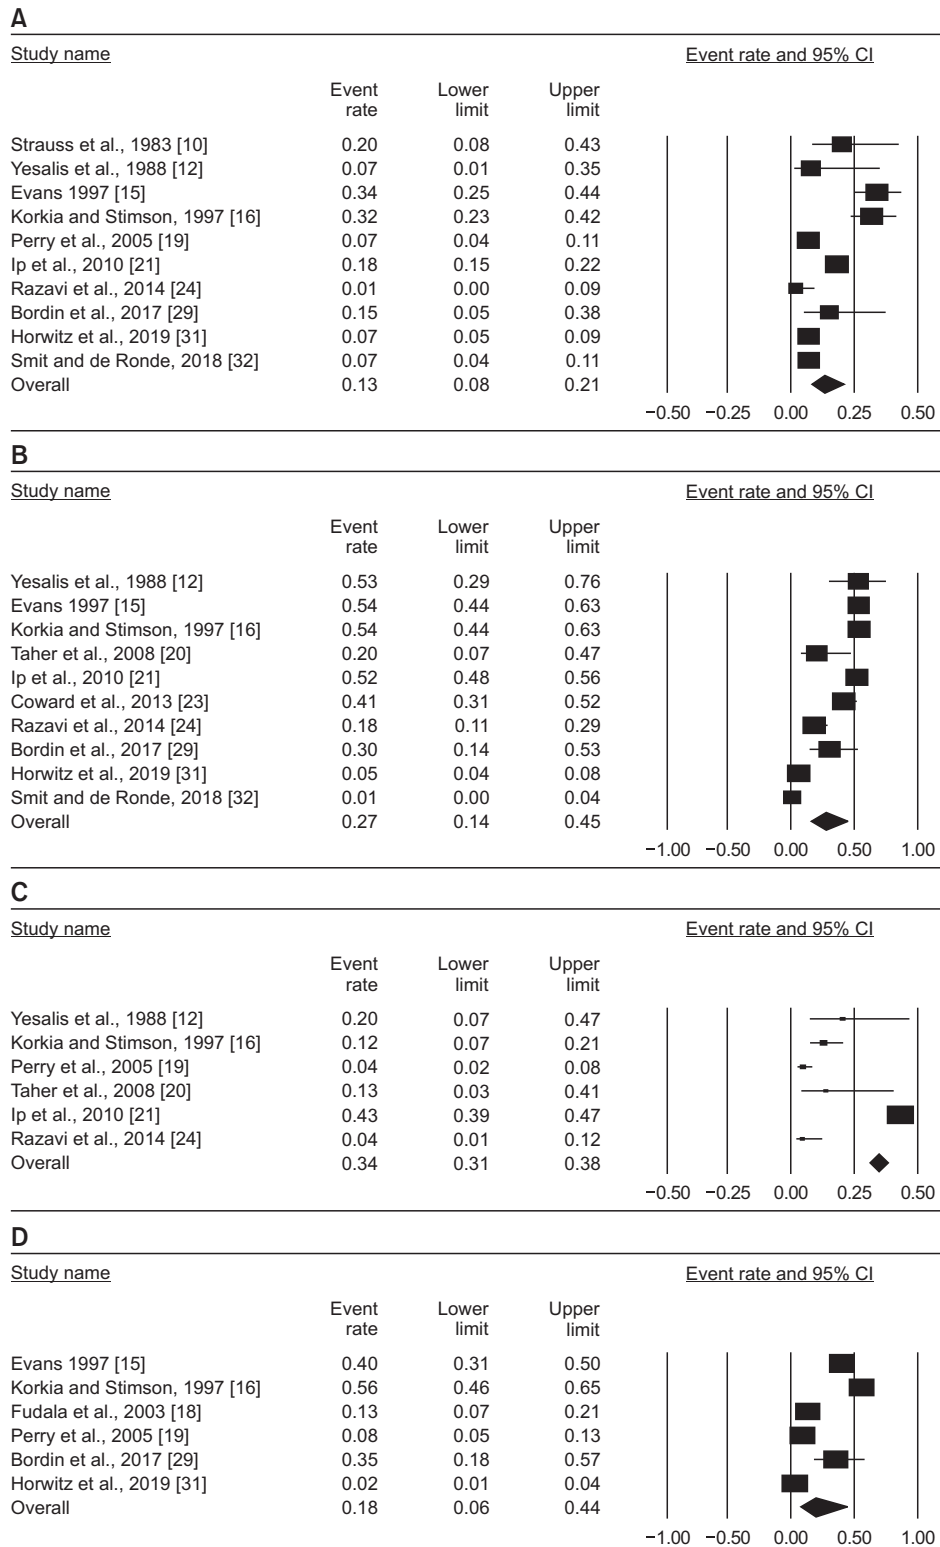 A
Study name Event rate and 95% CI
Event Lower Upper
rate limit limit
Strauss et al., 1983 [10] 0.20 0.08 0.43
Yesalis et al., 1988 [12] 0.07 0.01 0.35
Evans 1997 [15] 0.34 0.25 0.44
Korkia and Stimson, 1997 [16] 0.32 0.23 0.42
Perry et al., 2005 [19] 0.07 0.04 0.11
Ip et al., 2010 [21] 0.18 0.15 0.22
Razavi et al., 2014 [24] 0.01 0.00 0.09
Bordin et al., 2017 [29] 0.15 0.05 0.38
Horwitz et al., 2019 [31] 0.07 0.05 0.09
Smit and de Ronde, 2018 [32] 0.07 0.04 0.11
Overall 0.13 0.08 0.21
−0.50 −0.25 0.00 0.25 0.50
B
Study name Event rate and 95% CI
Event Lower Upper
rate limit limit
Yesalis et al., 1988 [12] 0.53 0.29 0.76
Evans 1997 [15] 0.54 0.44 0.63
Korkia and Stimson, 1997 [16] 0.54 0.44 0.63
Taher et al., 2008 [20] 0.20 0.07 0.47
Ip et al., 2010 [21] 0.52 0.48 0.56
Coward et al., 2013 [23] 0.41 0.31 0.52
Razavi et al., 2014 [24] 0.18 0.11 0.29
Bordin et al., 2017 [29] 0.30 0.14 0.53
Horwitz et al., 2019 [31] 0.05 0.04 0.08
Smit and de Ronde, 2018 [32] 0.01 0.00 0.04
Overall 0.27 0.14 0.45
−1.00 −0.50 0.00 0.50 1.00
C
Study name Event rate and 95% CI
Event Lower Upper
rate limit limit
Yesalis et al., 1988 [12] 0.20 0.07 0.47
Korkia and Stimson, 1997 [16] 0.12 0.07 0.21
Perry et al., 2005 [19] 0.04 0.02 0.08
Taher et al., 2008 [20] 0.13 0.03 0.41
Ip et al., 2010 [21] 0.43 0.39 0.47
Razavi et al., 2014 [24] 0.04 0.01 0.12
Overall 0.34 0.31 0.38
−0.50 −0.25 0.00 0.25 0.50
D
Study name Event rate and 95% CI
Event Lower Upper
rate limit limit
Evans 1997 [15] 0.40 0.31 0.50
Korkia and Stimson, 1997 [16] 0.56 0.46 0.65
Fudala et al., 2003 [18] 0.13 0.07 0.21
Perry et al., 2005 [19] 0.08 0.05 0.13
Bordin et al., 2017 [29] 0.35 0.18 0.57
Horwitz et al., 2019 [31] 0.02 0.01 0.04
Overall 0.18 0.06 0.44
−1.00 −0.50 0.00 0.50 1.00